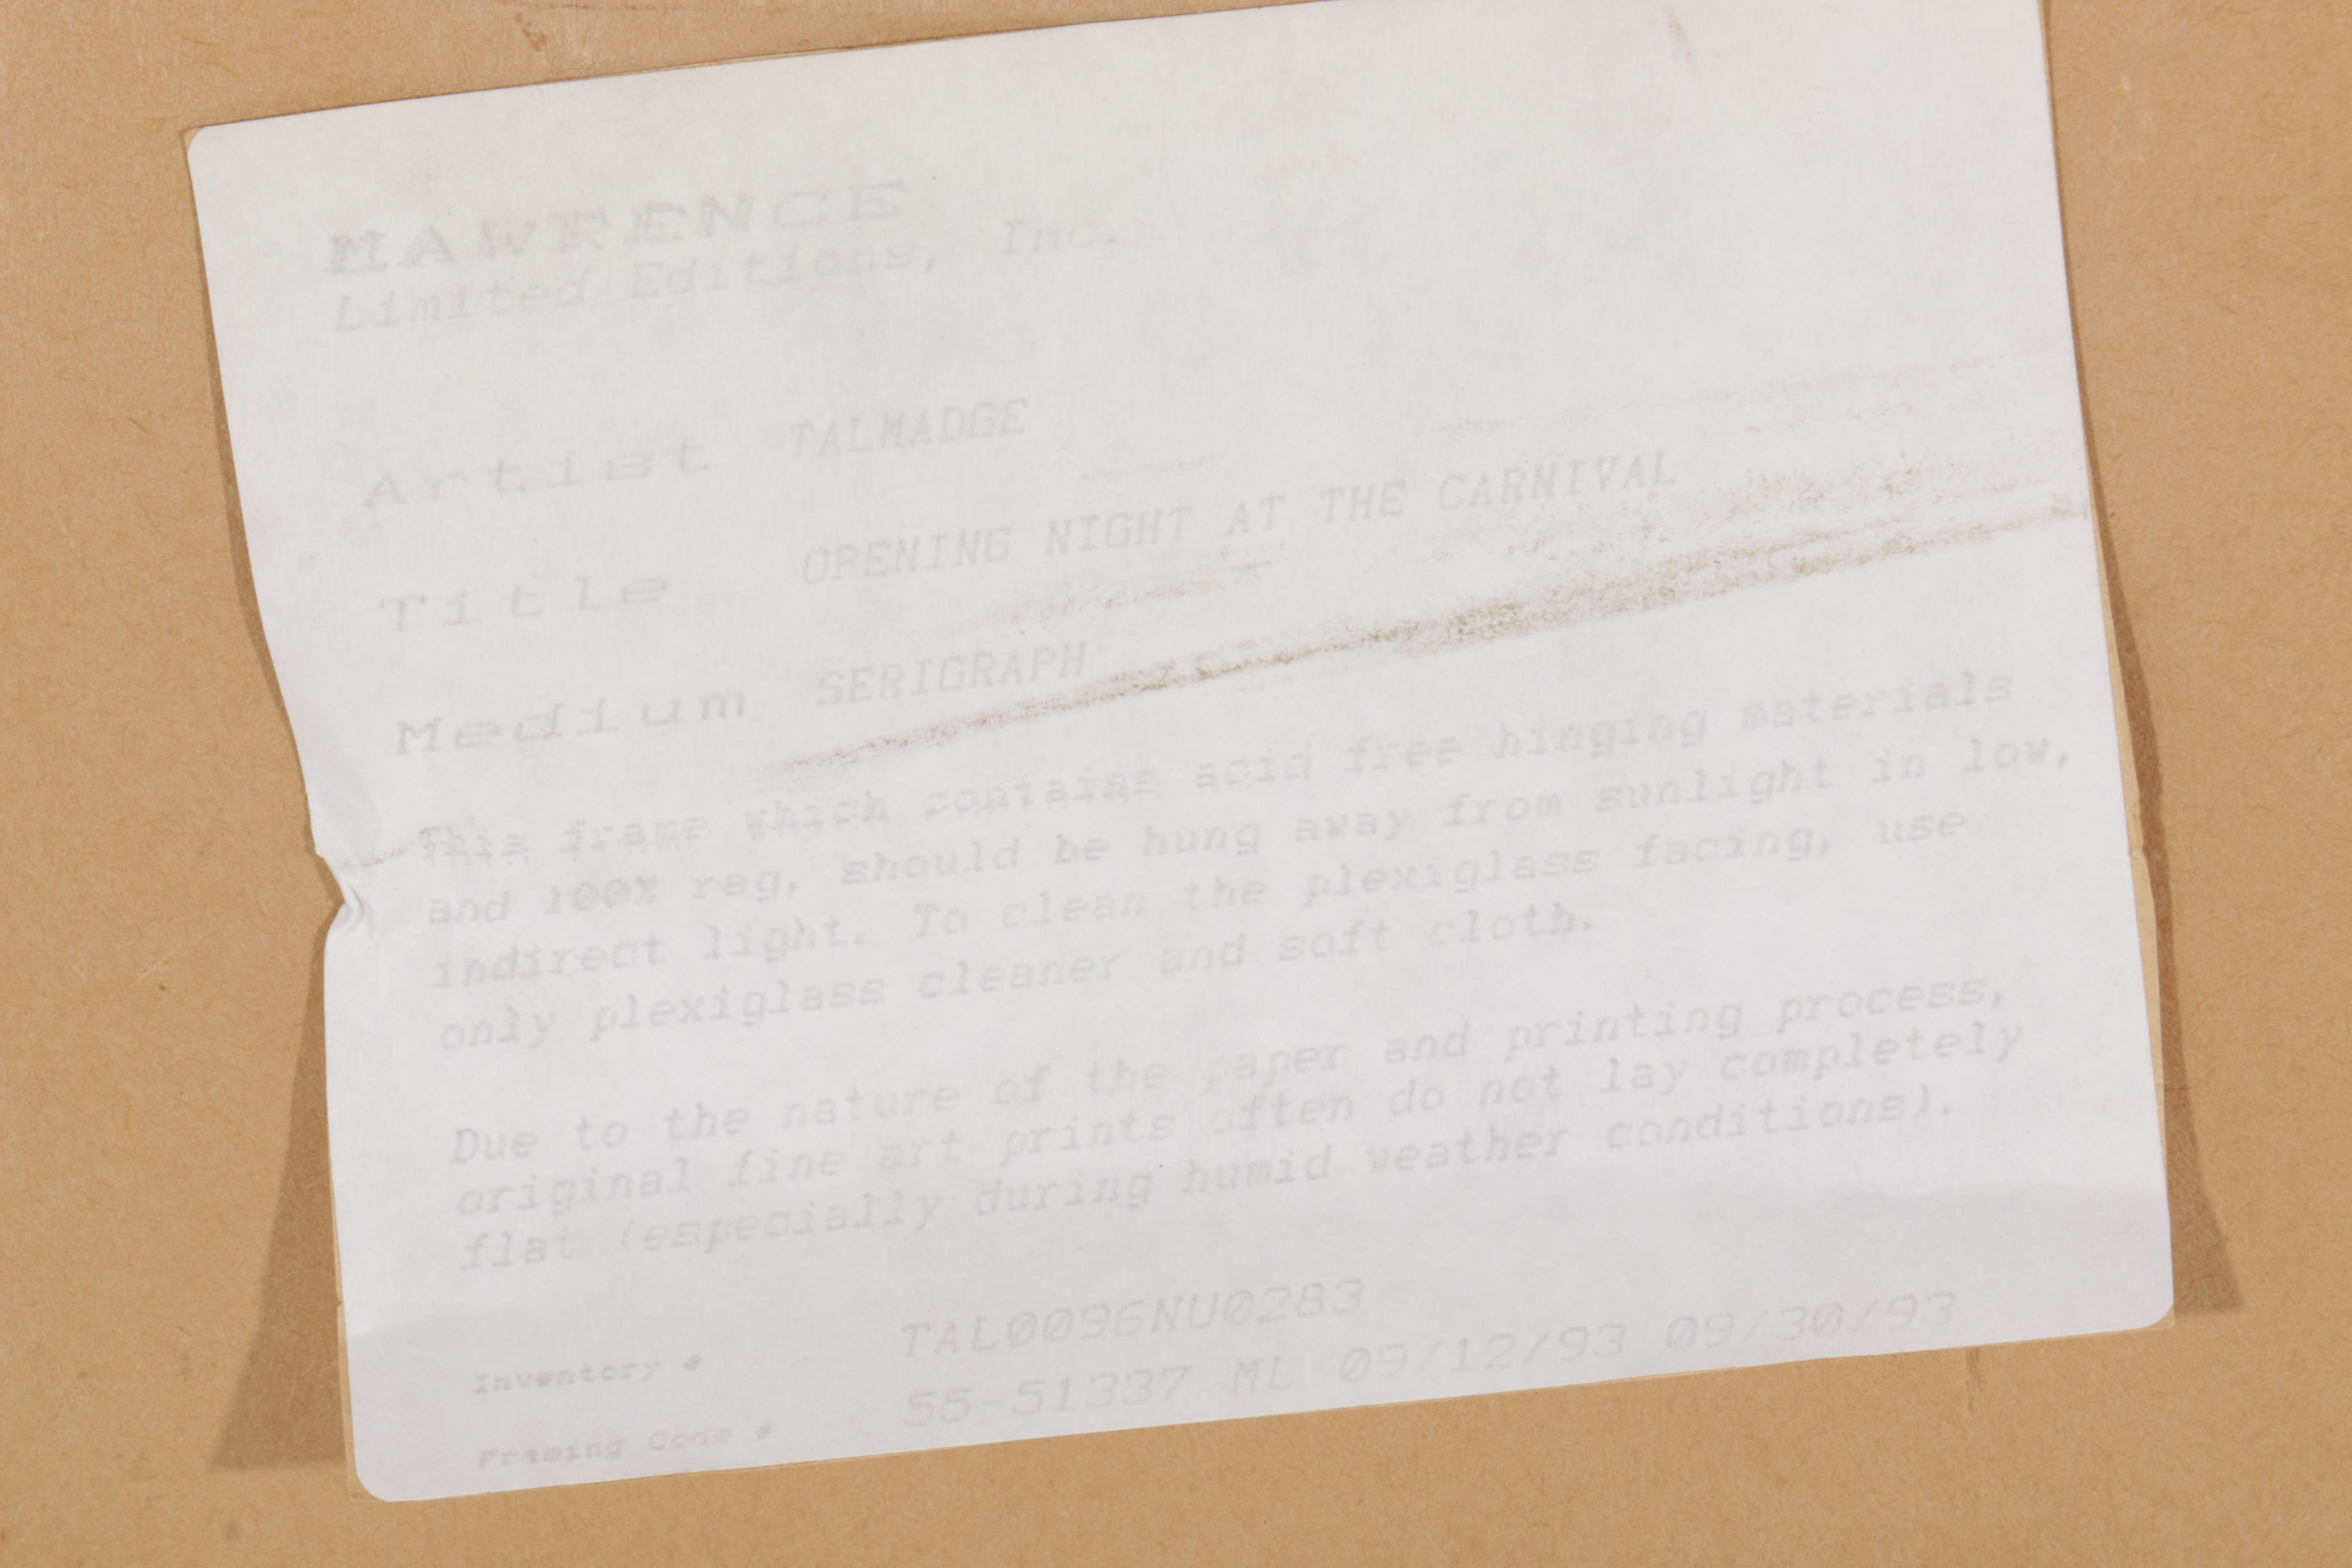 Limited Editions, Inc.
Artist TALMADGE
Title OPENING NIGHT AT THE CARNIVAL
Medium SERIGRAPH
This frame which contains acid free hinging materials
and 100% rag, should be hung away from sunlight in low,
indirect light. To clean the plexiglass facing, use
only plexiglass cleaner and soft cloth.
Due to the nature of the paper and printing process,
original fine art prints often do not lay completely
flat (especially during humid weather conditions).
Inventory # TAL0096NU0283
Framing Code # 55-51337 ML 09/12/93 09/30/93